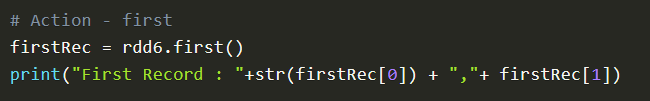 # Action - first
firstRec = rdd6.first()
print("First Record : "+str(firstRec[0]) + ","+ firstRec[1])